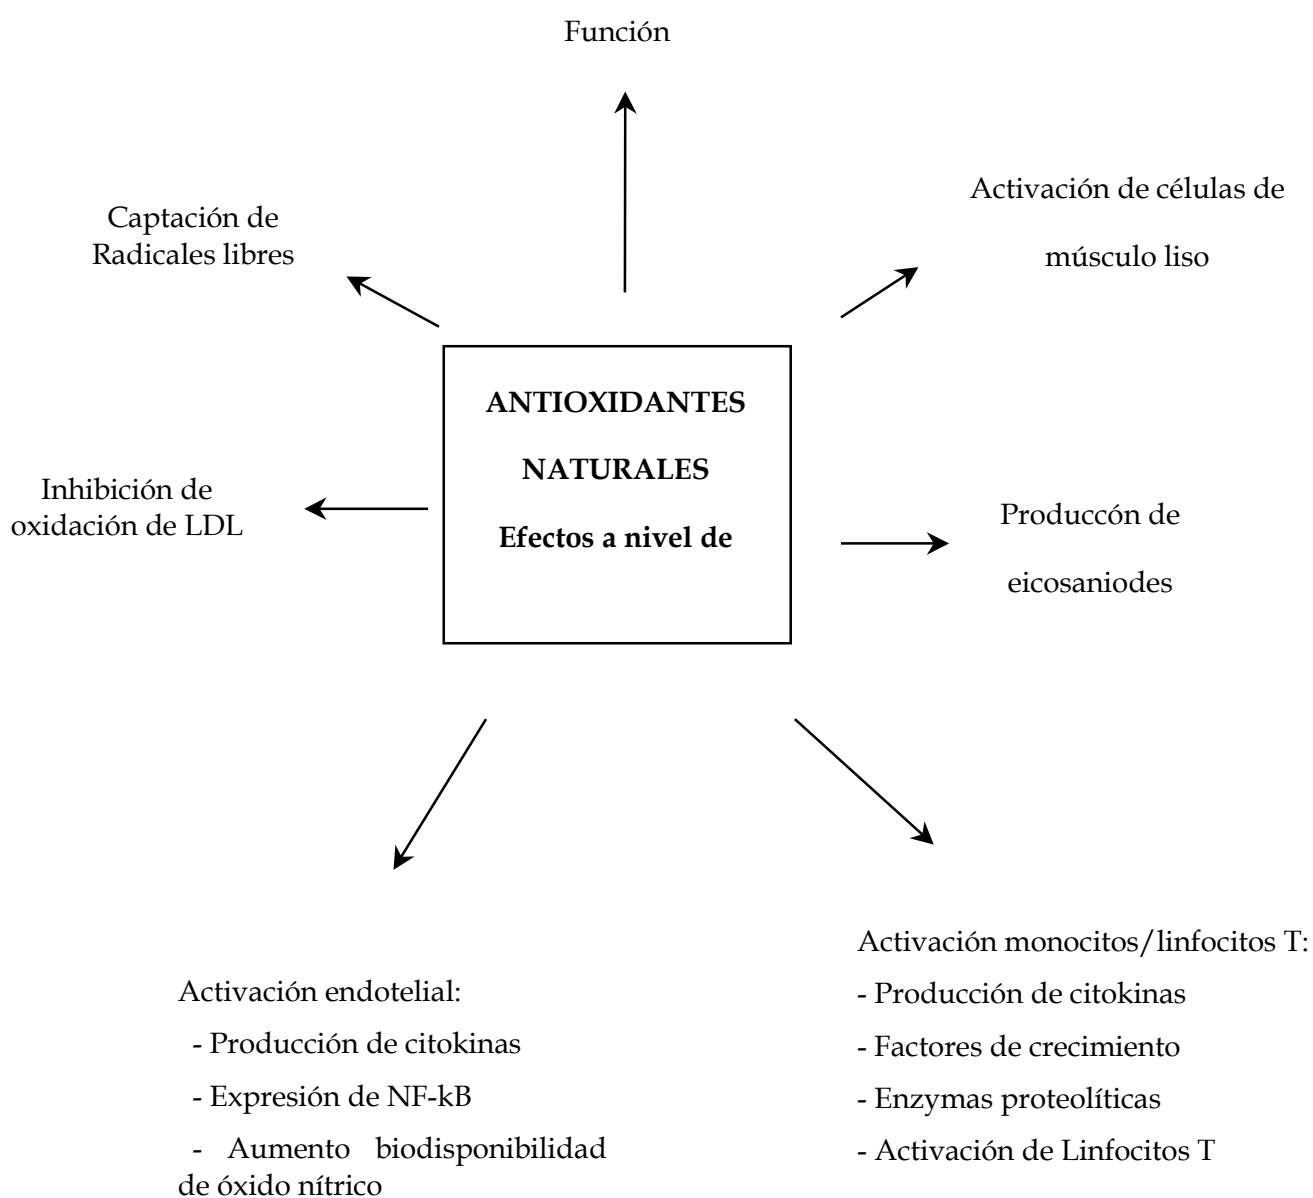 Función
Activación de células de
músculo liso
Captación de
Radicales libres
ANTIOXIDANTES
NATURALES
Efectos a nivel de
Inhibición de
oxidación de LDL
Produccón de
eicosaniodes
Activación endotelial:
- Producción de citokinas
- Expresión de NF-kB
- Aumento biodisponibilidad
de óxido nítrico
Activación monocitos/linfocitos T:
- Producción de citokinas
- Factores de crecimiento
- Enzymas proteolíticas
- Activación de Linfocitos T